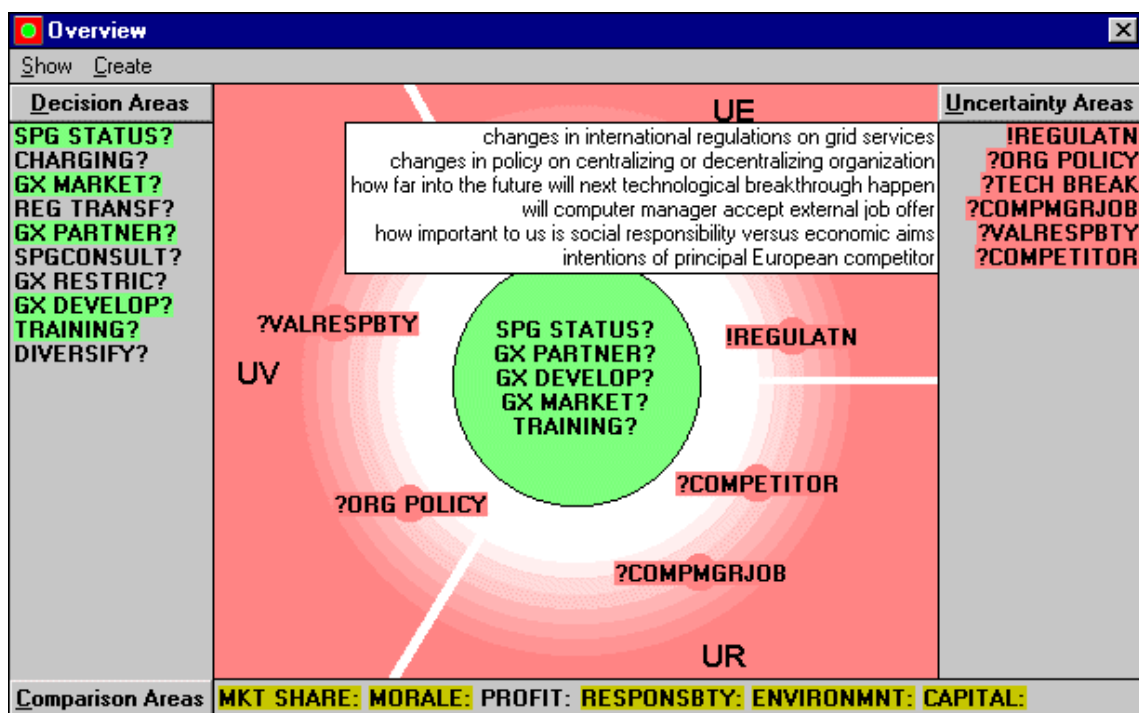 Overview
Show Create
Decision Areas
SPG STATUS?
CHARGING?
GX MARKET?
REG TRANSF?
GX PARTNER?
SPGCONSULT?
GX RESTRIC?
GX DEVELOP?
TRAINING?
DIVERSIFY?
UE
changes in international regulations on grid services
changes in policy on centralizing or decentralizing organization
how far into the future will next technological breakthrough happen
will computer manager accept external job offer
how important to us is social responsibility versus economic aims
intentions of principal European competitor
?VALRESPBTY
UV
SPG STATUS?
GX PARTNER?
GX DEVELOP?
GX MARKET?
TRAINING?
!REGULATN
?COMPETITOR
?ORG POLICY
?COMPMGRJOB
UR
Uncertainty Areas
!REGULATN
?ORG POLICY
?TECH BREAK
?COMPMGRJOB
?VALRESPBTY
?COMPETITOR
Comparison Areas MKT SHARE: MORALE: PROFIT: RESPONSBTY: ENVIRONMNT: CAPITAL: